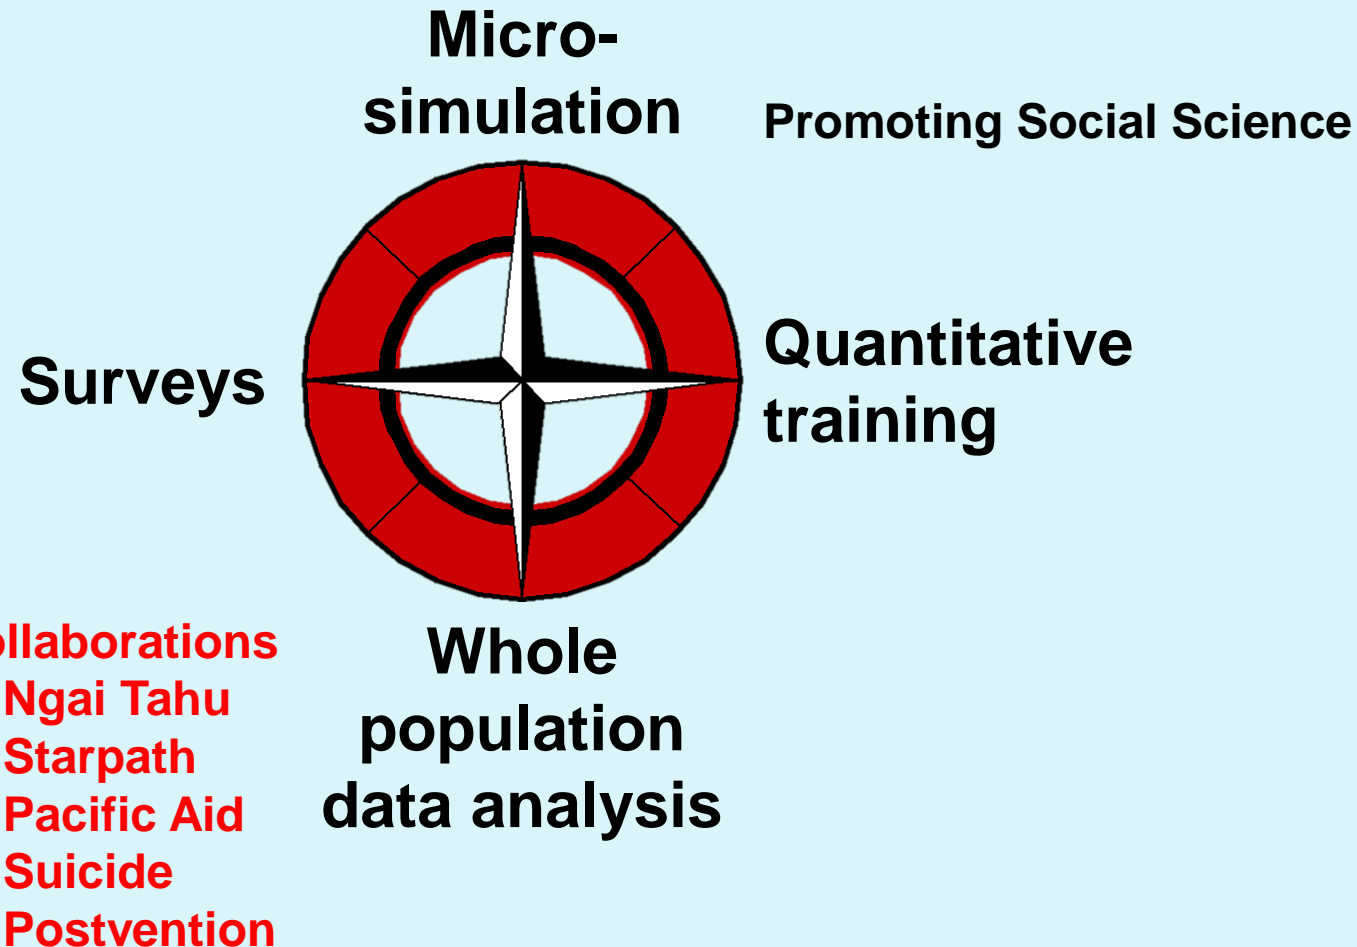 Micro-
simulation
Promoting Social Science
Surveys
Quantitative
training
ollaborations
Ngai Tahu
Starpath
Pacific Aid
Suicide
Postvention
Whole
population
data analysis